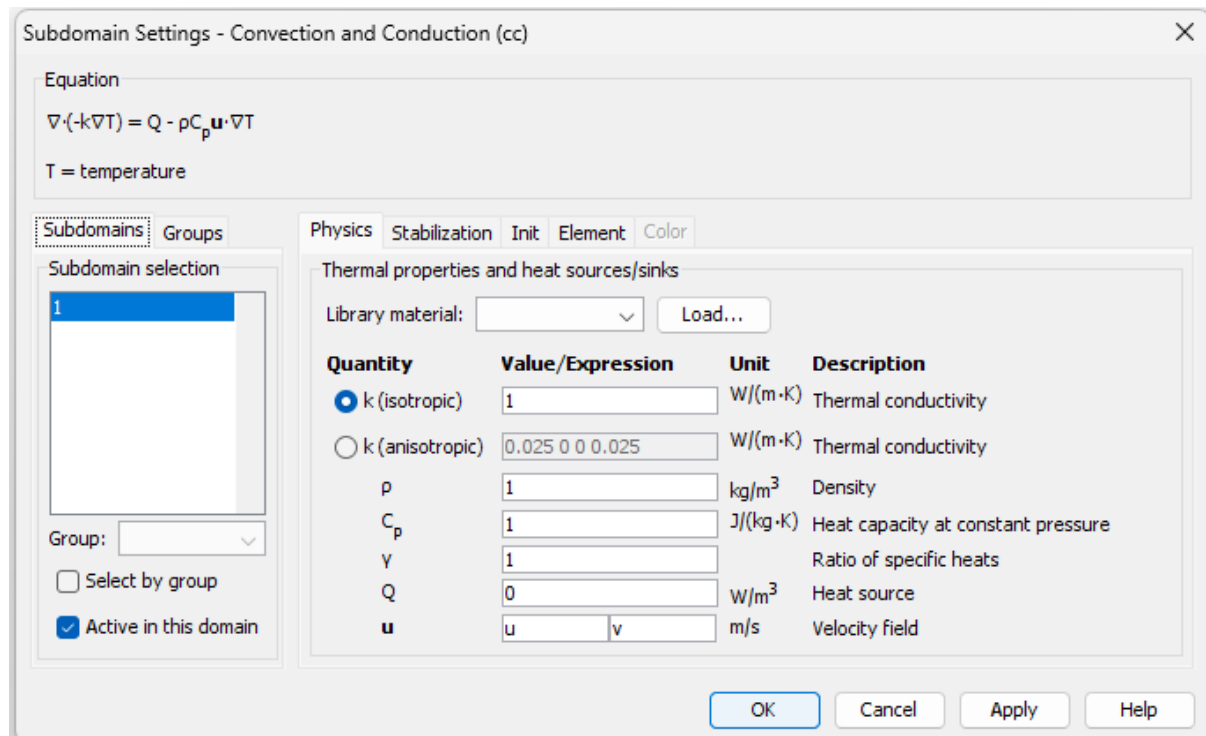 Subdomain Settings - Convection and Conduction (cc)
Equation
∇·(-k∇T) = Q - ρCₚ**u**·∇T
T = temperature
Subdomains Groups
Subdomain selection
1
Group:
Select by group
Active in this domain
Physics Stabilization Init Element Color
Thermal properties and heat sources/sinks
Library material: Load...
Quantity Value/Expression Unit Description
k (isotropic) 1 W/(m·K) Thermal conductivity
k (anisotropic) 0.025 0 0 0.025 W/(m·K) Thermal conductivity
ρ 1 kg/m³ Density
Cₚ 1 J/(kg·K) Heat capacity at constant pressure
γ 1 Ratio of specific heats
Q 0 W/m³ Heat source
u u v m/s Velocity field
OK Cancel Apply Help